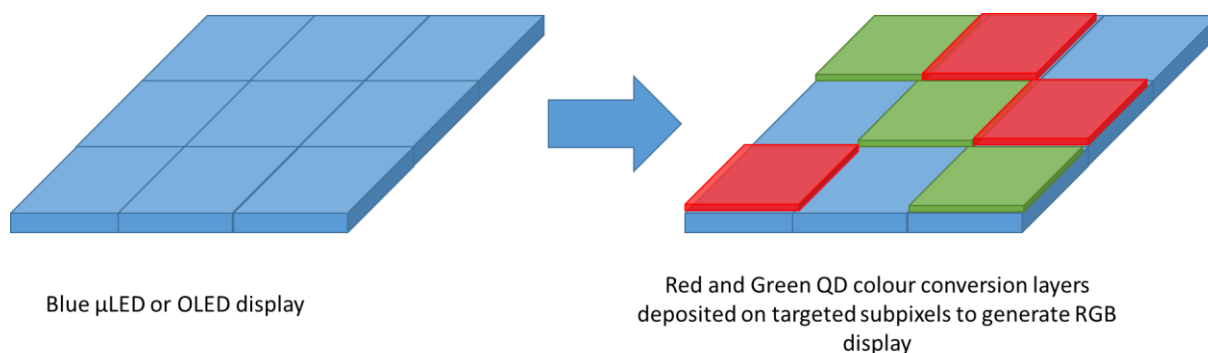 Blue µLED or OLED display
Red and Green QD colour conversion layers
deposited on targeted subpixels to generate RGB
display